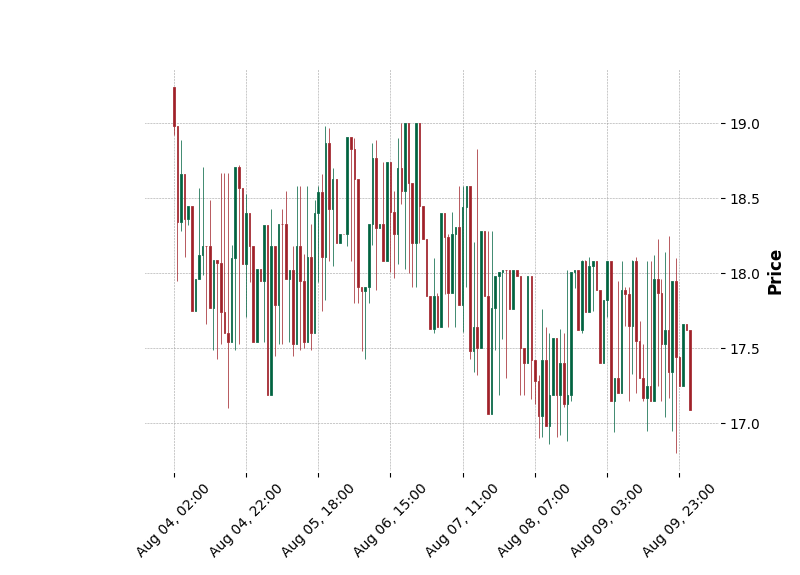 19.0
18.5
18.0
17.5
17.0
Price
Aug 04, 02:00
Aug 04, 22:00
Aug 05, 18:00
Aug 06, 15:00
Aug 07, 11:00
Aug 08, 07:00
Aug 09, 03:00
Aug 09, 23:00